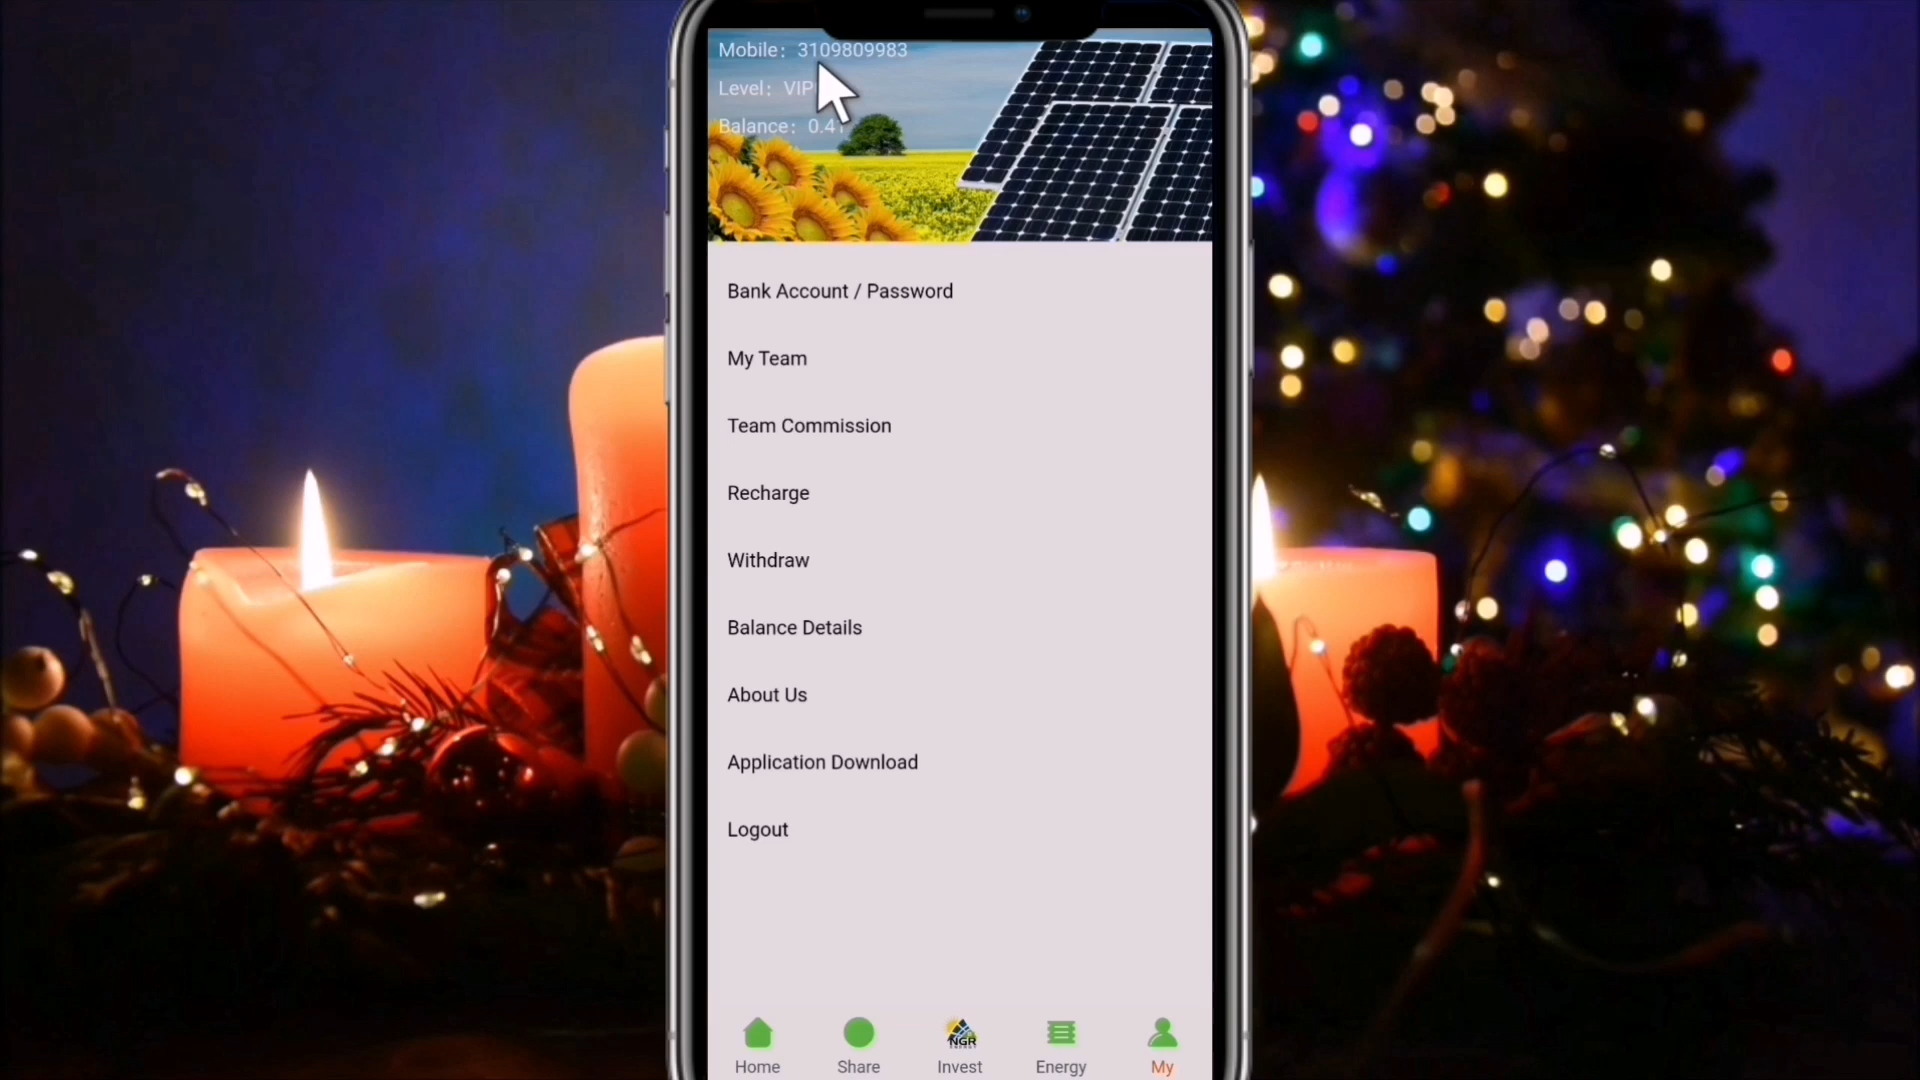 Mobile: 3109809983
Level: VIP
Balance: 0.41
Bank Account / Password
My Team
Team Commission
Recharge
Withdraw
Balance Details
About Us
Application Download
Logout
NGR
Home
Share
Invest
Energy
My